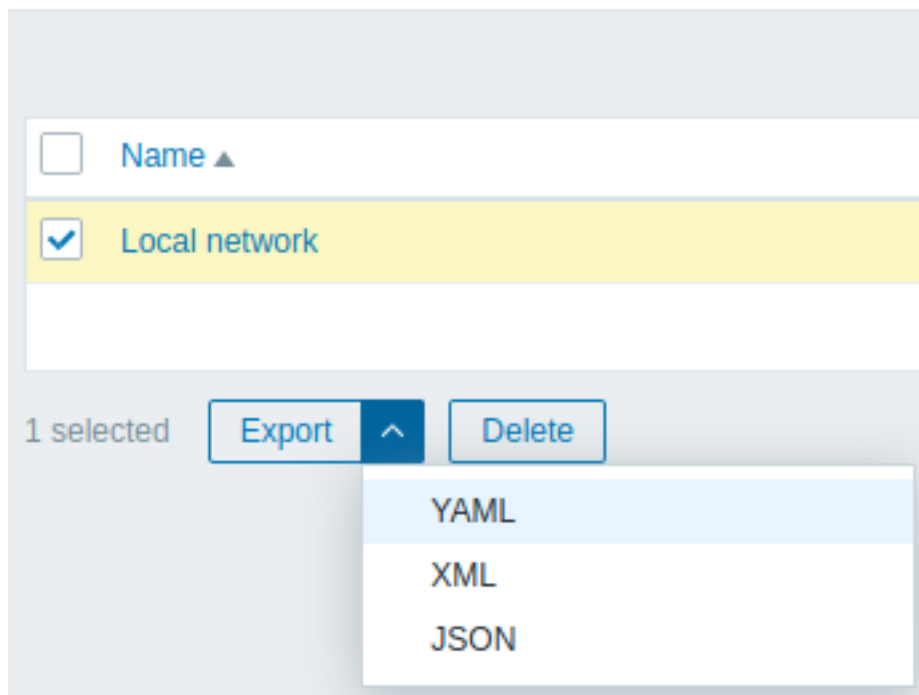 Name
Local network
1 selected Export Delete
YAML
XML
JSON